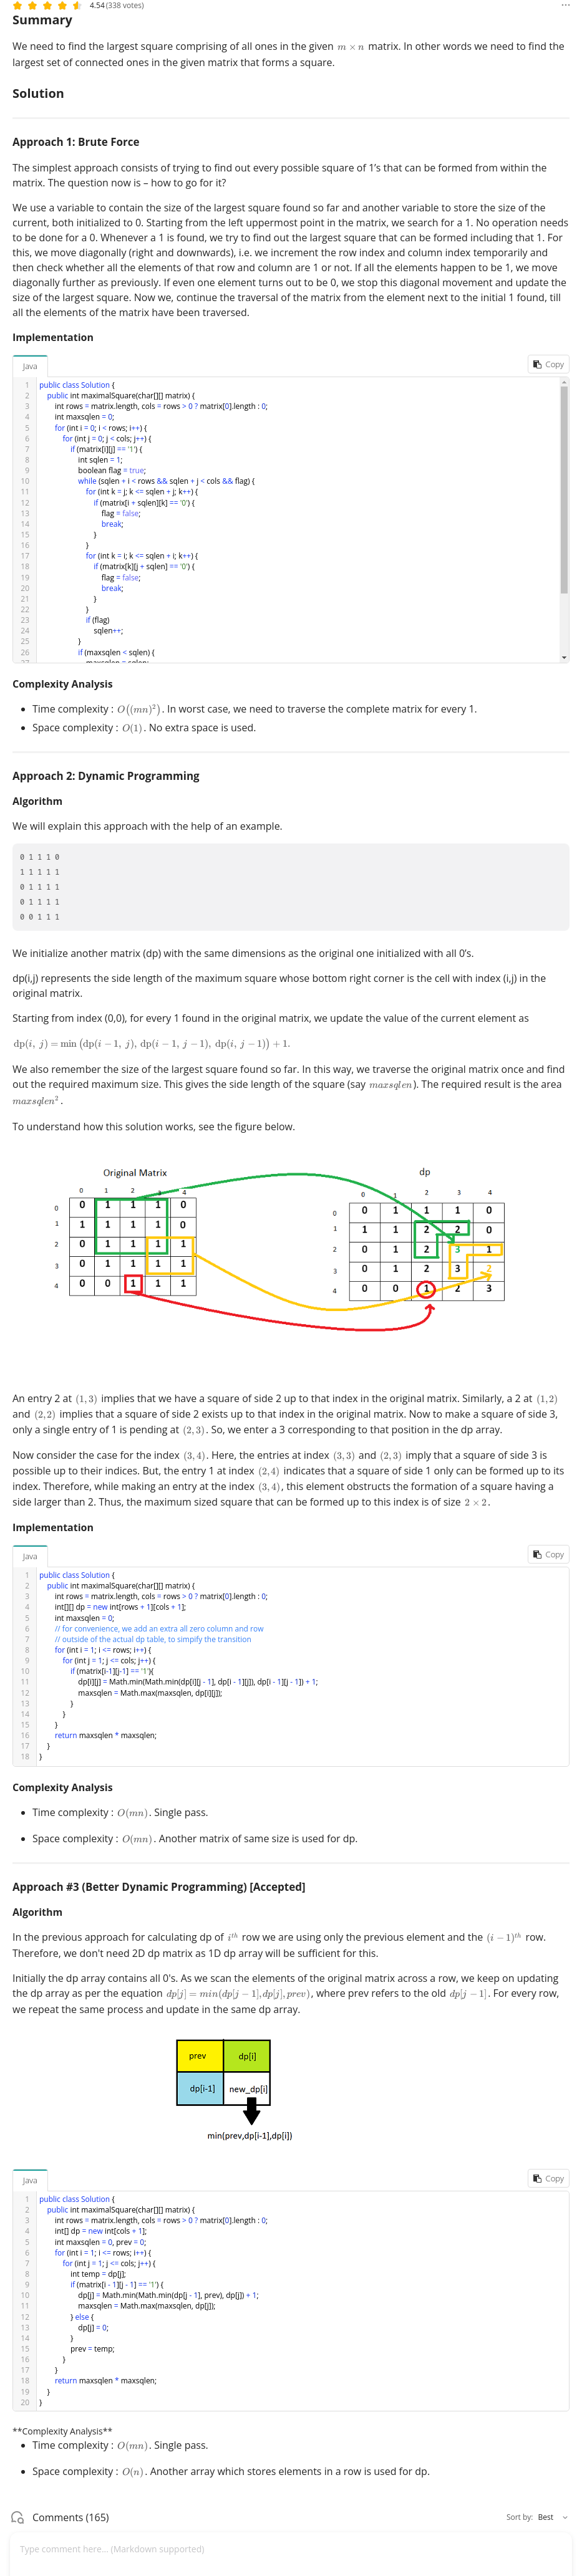 4.54 (338 votes)
Summary
We need to find the largest square comprising of all ones in the given m × n matrix. In other words we need to find the
largest set of connected ones in the given matrix that forms a square.
Solution
Approach 1: Brute Force
The simplest approach consists of trying to find out every possible square of 1's that can be formed from within the
matrix. The question now is – how to go for it?
We use a variable to contain the size of the largest square found so far and another variable to store the size of the
current, both initialized to 0. Starting from the left uppermost point in the matrix, we search for a 1. No operation needs
to be done for a 0. Whenever a 1 is found, we try to find out the largest square that can be formed including that 1. For
this, we move diagonally (right and downwards), i.e. we increment the row index and column index temporarily and
then check whether all the elements of that row and column are 1 or not. If all the elements happen to be 1, we move
diagonally further as previously. If even one element turns out to be 0, we stop this diagonal movement and update the
size of the largest square. Now we, continue the traversal of the matrix from the element next to the initial 1 found, till
all the elements of the matrix have been traversed.
Implementation
Java
Copy
1 public class Solution {
2 public int maximalSquare(char[][] matrix) {
3 int rows = matrix.length, cols = rows > 0 ? matrix[0].length : 0;
4 int maxsqlen = 0;
5 for (int i = 0; i < rows; i++) {
6 for (int j = 0; j < cols; j++) {
7 if (matrix[i][j] == '1') {
8 int sqlen = 1;
9 boolean flag = true;
10 while (sqlen + i < rows && sqlen + j < cols && flag) {
11 for (int k = j; k <= sqlen + j; k++) {
12 if (matrix[i + sqlen][k] == '0') {
13 flag = false;
14 break;
15 }
16 }
17 for (int k = i; k <= sqlen + i; k++) {
18 if (matrix[k][j + sqlen] == '0') {
19 flag = false;
20 break;
21 }
22 }
23 if (flag)
24 sqlen++;
25 }
26 if (maxsqlen < sqlen) {
27 maxsqlen = sqlen;
Complexity Analysis
• Time complexity : O((mn)²). In worst case, we need to traverse the complete matrix for every 1.
• Space complexity : O(1). No extra space is used.
Approach 2: Dynamic Programming
Algorithm
We will explain this approach with the help of an example.
0 1 1 1 0
1 1 1 1 1
0 1 1 1 1
0 1 1 1 1
0 0 1 1 1
We initialize another matrix (dp) with the same dimensions as the original one initialized with all 0's.
dp(i,j) represents the side length of the maximum square whose bottom right corner is the cell with index (i,j) in the
original matrix.
Starting from index (0,0), for every 1 found in the original matrix, we update the value of the current element as
dp(i, j) = min (dp(i − 1, j), dp(i − 1, j − 1), dp(i, j − 1)) + 1.
We also remember the size of the largest square found so far. In this way, we traverse the original matrix once and find
out the required maximum size. This gives the side length of the square (say maxsqlen). The required result is the area
maxsqlen².
To understand how this solution works, see the figure below.
Original Matrix
0 1 2 3 4
0 0 1 1 1 0
1 1 1 1 1 0
2 0 1 1 1 1
3 0 1 1 1 1
4 0 0 1 1 1
dp
0 1 2 3 4
0 0 1 1 1 0
1 1 1 2 2 0
2 0 1 2 3 1
3 0 1 2 3 2
4 0 0 1 2 3
An entry 2 at (1, 3) implies that we have a square of side 2 up to that index in the original matrix. Similarly, a 2 at (1, 2)
and (2, 2) implies that a square of side 2 exists up to that index in the original matrix. Now to make a square of side 3,
only a single entry of 1 is pending at (2, 3). So, we enter a 3 corresponding to that position in the dp array.
Now consider the case for the index (3, 4). Here, the entries at index (3, 3) and (2, 3) imply that a square of side 3 is
possible up to their indices. But, the entry 1 at index (2, 4) indicates that a square of side 1 only can be formed up to its
index. Therefore, while making an entry at the index (3, 4), this element obstructs the formation of a square having a
side larger than 2. Thus, the maximum sized square that can be formed up to this index is of size 2 × 2.
Implementation
Java
Copy
1 public class Solution {
2 public int maximalSquare(char[][] matrix) {
3 int rows = matrix.length, cols = rows > 0 ? matrix[0].length : 0;
4 int[][] dp = new int[rows + 1][cols + 1];
5 int maxsqlen = 0;
6 // for convenience, we add an extra all zero column and row
7 // outside of the actual dp table, to simpify the transition
8 for (int i = 1; i <= rows; i++) {
9 for (int j = 1; j <= cols; j++) {
10 if (matrix[i-1][j-1] == '1'){
11 dp[i][j] = Math.min(Math.min(dp[i][j - 1], dp[i - 1][j]), dp[i - 1][j - 1]) + 1;
12 maxsqlen = Math.max(maxsqlen, dp[i][j]);
13 }
14 }
15 }
16 return maxsqlen * maxsqlen;
17 }
18 }
Complexity Analysis
• Time complexity : O(mn). Single pass.
• Space complexity : O(mn). Another matrix of same size is used for dp.
Approach #3 (Better Dynamic Programming) [Accepted]
Algorithm
In the previous approach for calculating dp of iᵗʰ row we are using only the previous element and the (i − 1)ᵗʰ row.
Therefore, we don't need 2D dp matrix as 1D dp array will be sufficient for this.
Initially the dp array contains all 0's. As we scan the elements of the original matrix across a row, we keep on updating
the dp array as per the equation dp[j] = min(dp[j − 1], dp[j], prev), where prev refers to the old dp[j − 1]. For every row,
we repeat the same process and update in the same dp array.
prev dp[i]
dp[i-1] new_dp[i]
min(prev,dp[i-1],dp[i])
Java
Copy
1 public class Solution {
2 public int maximalSquare(char[][] matrix) {
3 int rows = matrix.length, cols = rows > 0 ? matrix[0].length : 0;
4 int[] dp = new int[cols + 1];
5 int maxsqlen = 0, prev = 0;
6 for (int i = 1; i <= rows; i++) {
7 for (int j = 1; j <= cols; j++) {
8 int temp = dp[j];
9 if (matrix[i - 1][j - 1] == '1') {
10 dp[j] = Math.min(Math.min(dp[j - 1], prev), dp[j]) + 1;
11 maxsqlen = Math.max(maxsqlen, dp[j]);
12 } else {
13 dp[j] = 0;
14 }
15 prev = temp;
16 }
17 }
18 return maxsqlen * maxsqlen;
19 }
20 }
**Complexity Analysis**
• Time complexity : O(mn). Single pass.
• Space complexity : O(n). Another array which stores elements in a row is used for dp.
Comments (165)
Sort by: Best
Type comment here... (Markdown supported)